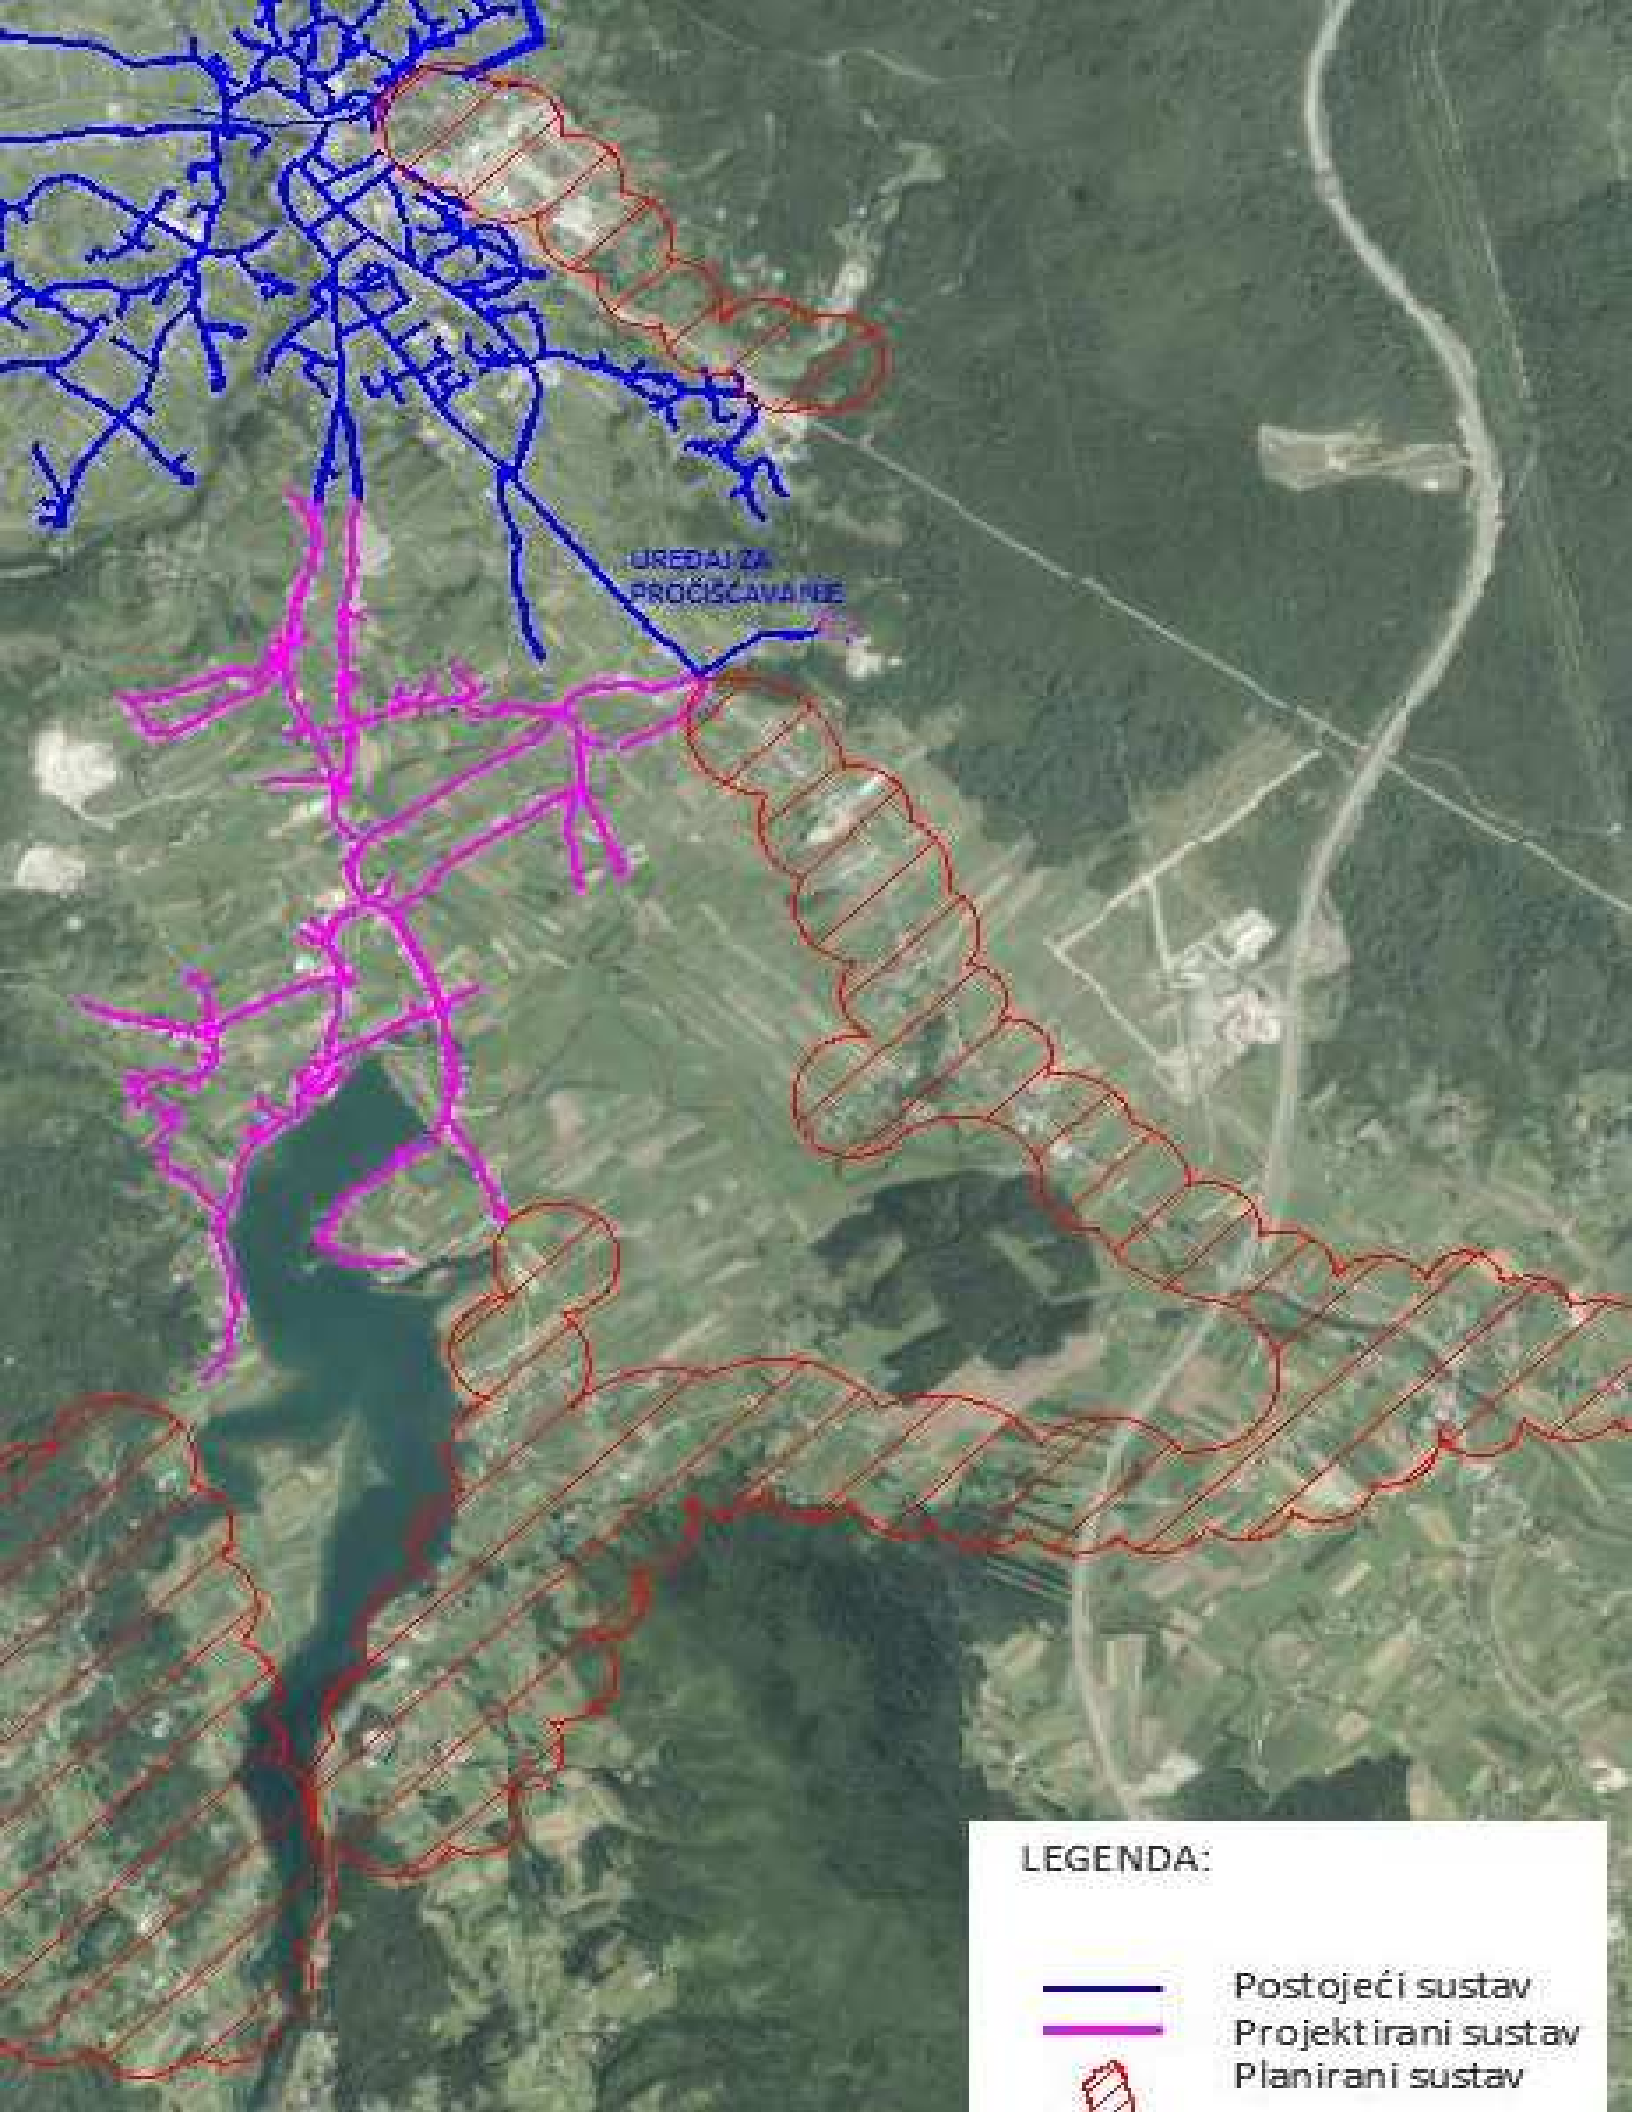 UREĐAJ ZA
PROČIŠĆAVANJE
LEGENDA:
Postojeći sustav
Projektirani sustav
Planirani sustav